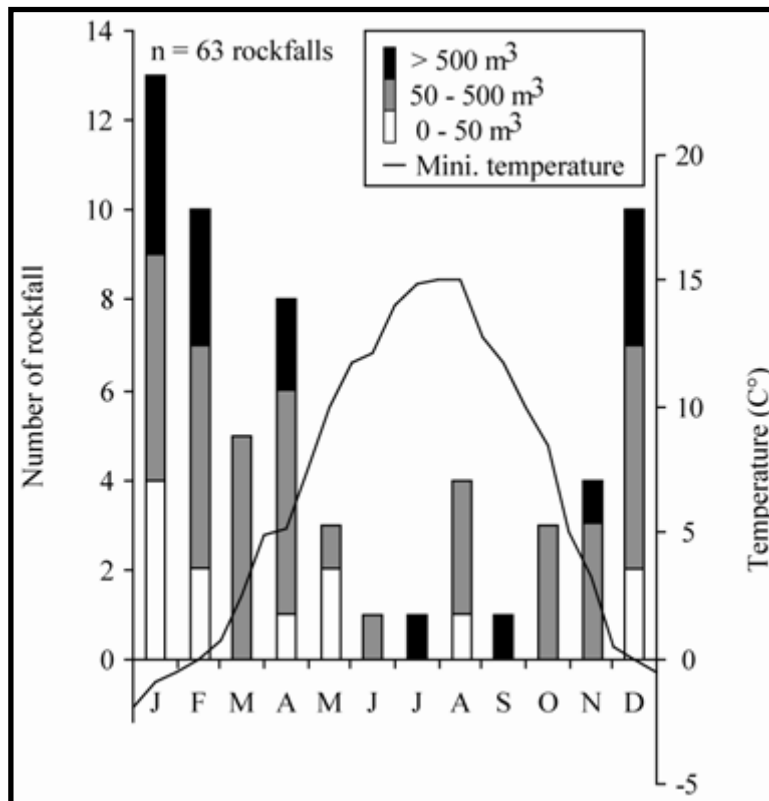 n = 63 rockfalls
> 500 m³
50 - 500 m³
0 - 50 m³
Mini. temperature
Number of rockfall
14
12
10
8
6
4
2
0
Temperature (C°)
20
15
10
5
0
-5
J F M A M J J A S O N D